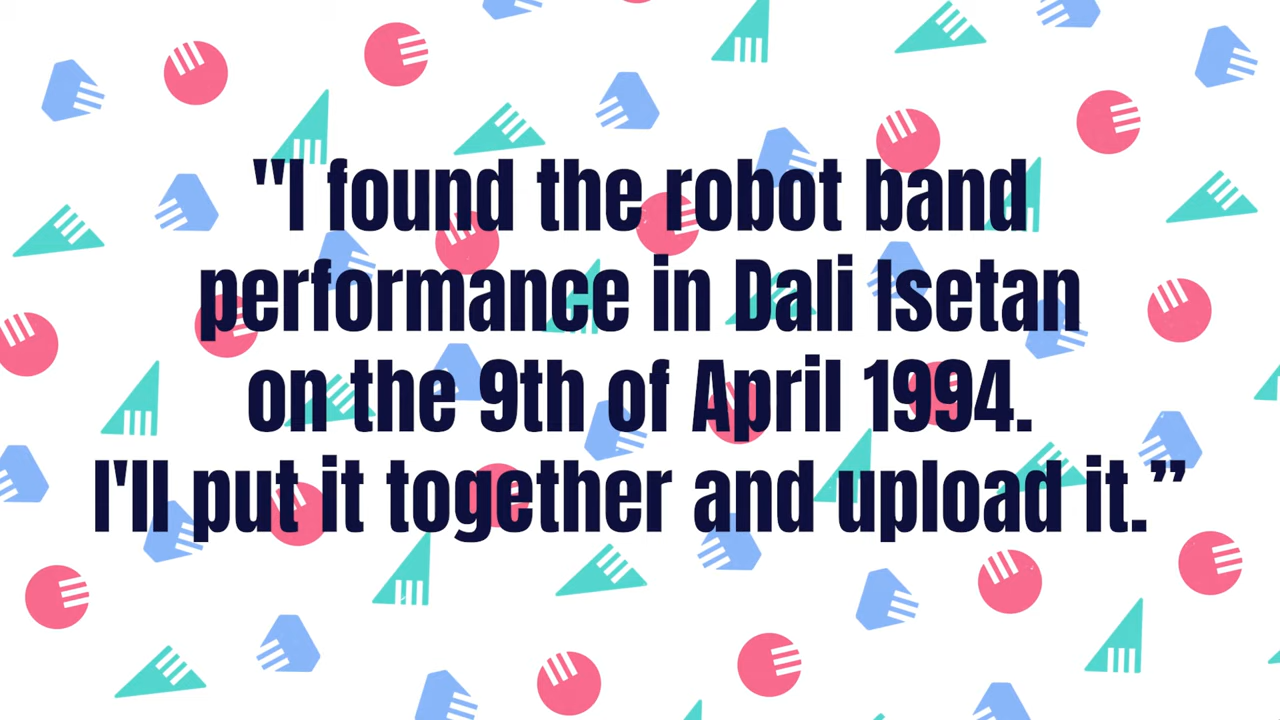 "I found the robot band
performance in Dali Isetan
on the 9th of April 1994.
I'll put it together and upload it.”